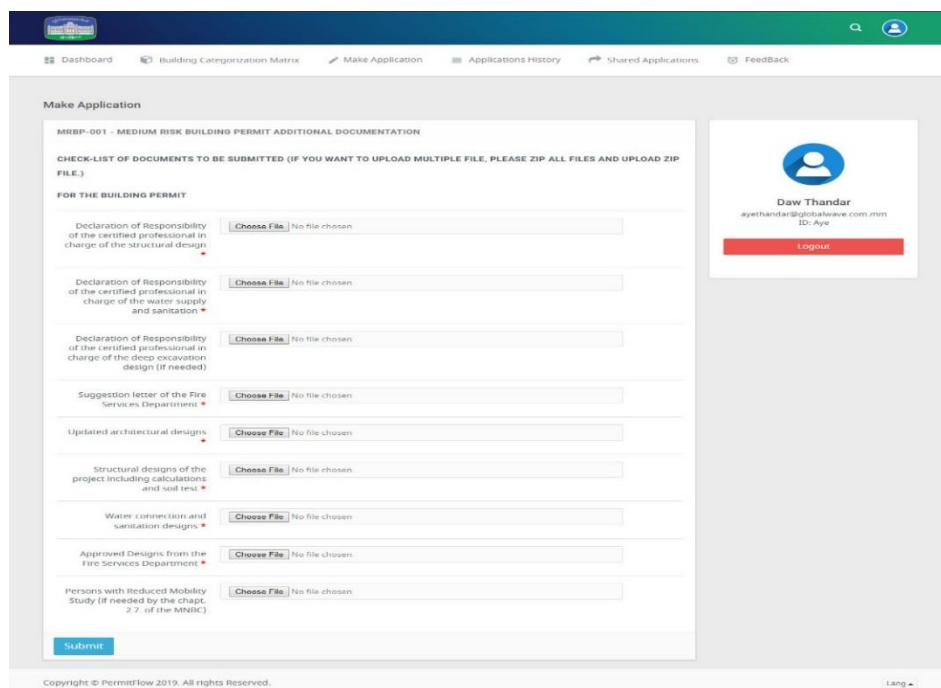 Dashboard
Building Categorization Matrix
Make Application
Applications History
Shared Applications
FeedBack
Make Application
MRBP-001 - MEDIUM RISK BUILDING PERMIT ADDITIONAL DOCUMENTATION
CHECK-LIST OF DOCUMENTS TO BE SUBMITTED (IF YOU WANT TO UPLOAD MULTIPLE FILE, PLEASE ZIP ALL FILES AND UPLOAD ZIP
FILE.)
FOR THE BUILDING PERMIT
Declaration of Responsibility
of the certified professional in
charge of the structural design
*
Choose File No file chosen
Declaration of Responsibility
of the certified professional in
charge of the water supply
and sanitation *
Choose File No file chosen
Declaration of Responsibility
of the certified professional in
charge of the deep excavation
design (if needed)
Choose File No file chosen
Suggestion letter of the Fire
Services Department *
Choose File No file chosen
Updated architectural designs
*
Choose File No file chosen
Structural designs of the
project including calculations
and soil test *
Choose File No file chosen
Water connection and
sanitation designs *
Choose File No file chosen
Approved Designs from the
Fire Services Department *
Choose File No file chosen
Persons with Reduced Mobility
Study (if needed by the chapt.
2.7. of the MNBC)
Choose File No file chosen
Submit
Daw Thandar
ayethandar@globalwave.com.mm
ID: Aye
Logout
Copyright © PermitFlow 2019. All rights Reserved.
Lang